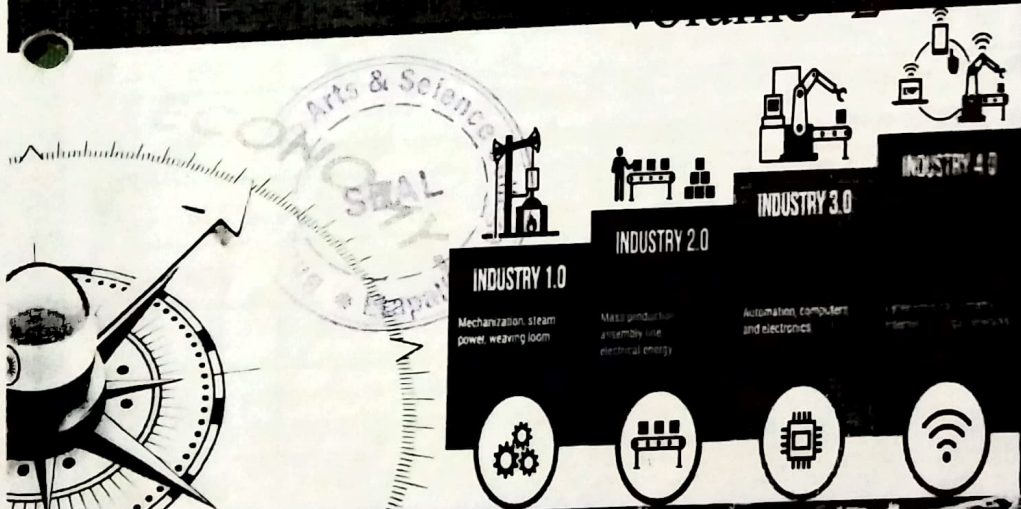 Volume - 2
Arts & Science
ECONOMY
SEAL
INDUSTRY 1.0
Mechanization, steam
power, weaving loom
INDUSTRY 2.0
Mass production
assembly line
electrical energy
INDUSTRY 3.0
Automation, computers
and electronics
INDUSTRY 4.0